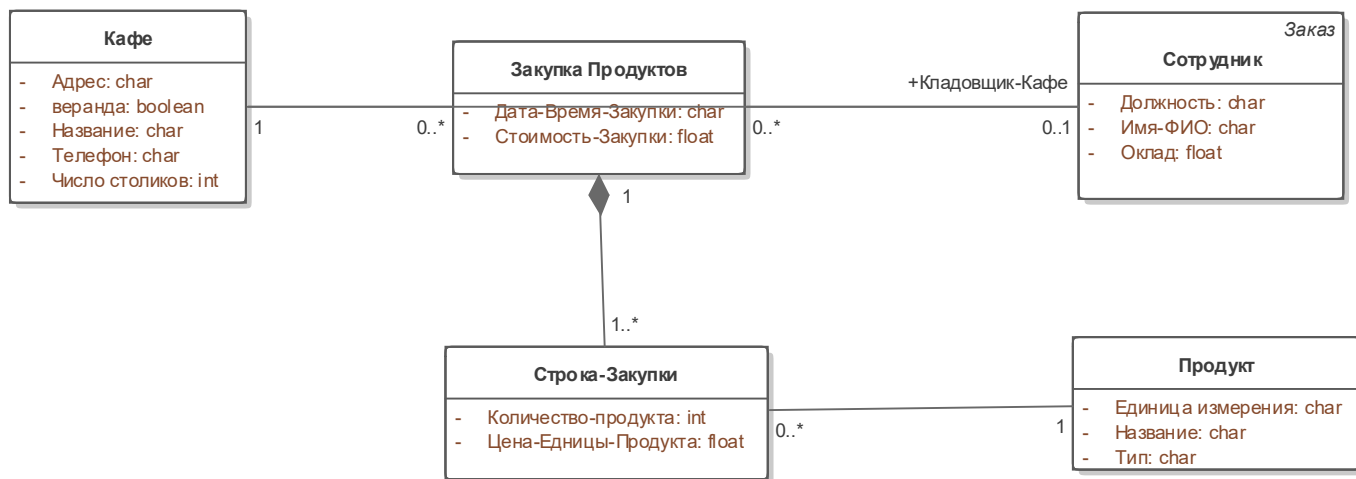 Кафе
- Адрес: char
- веранда: boolean
- Название: char
- Телефон: char
- Число столиков: int
1
0..*
Закупка Продуктов
- Дата-Время-Закупки: char
- Стоимость-Закупки: float
0..*
+Кладовщик-Кафе
0..1
Заказ
Сотрудник
- Должность: char
- Имя-ФИО: char
- Оклад: float
1
1..*
Строка-Закупки
- Количество-продукта: int
- Цена-Едницы-Продукта: float
0..*
1
Продукт
- Единица измерения: char
- Название: char
- Тип: char